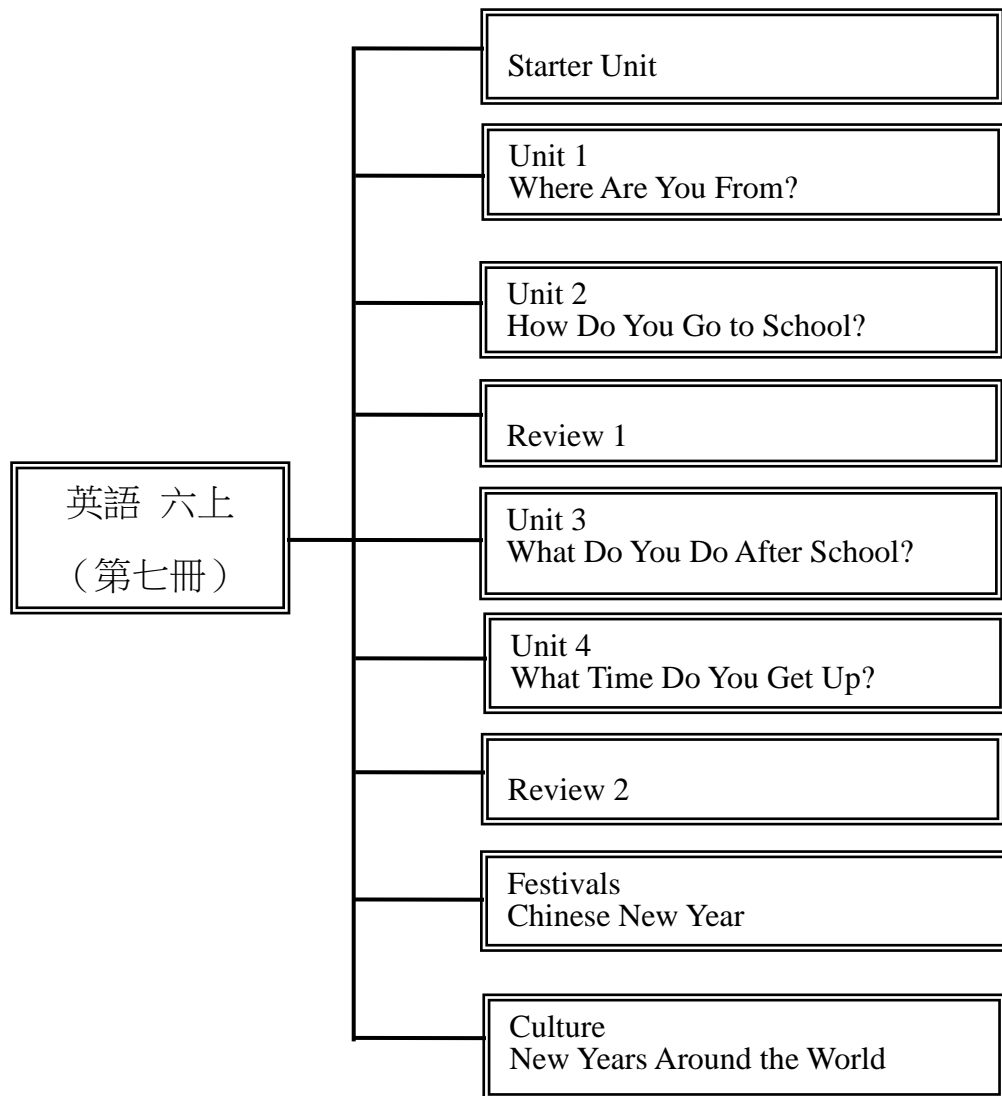 Starter Unit
Unit 1
Where Are You From?
Unit 2
How Do You Go to School?
Review 1
英語 六上
（第七冊）
Unit 3
What Do You Do After School?
Unit 4
What Time Do You Get Up?
Review 2
Festivals
Chinese New Year
Culture
New Years Around the World